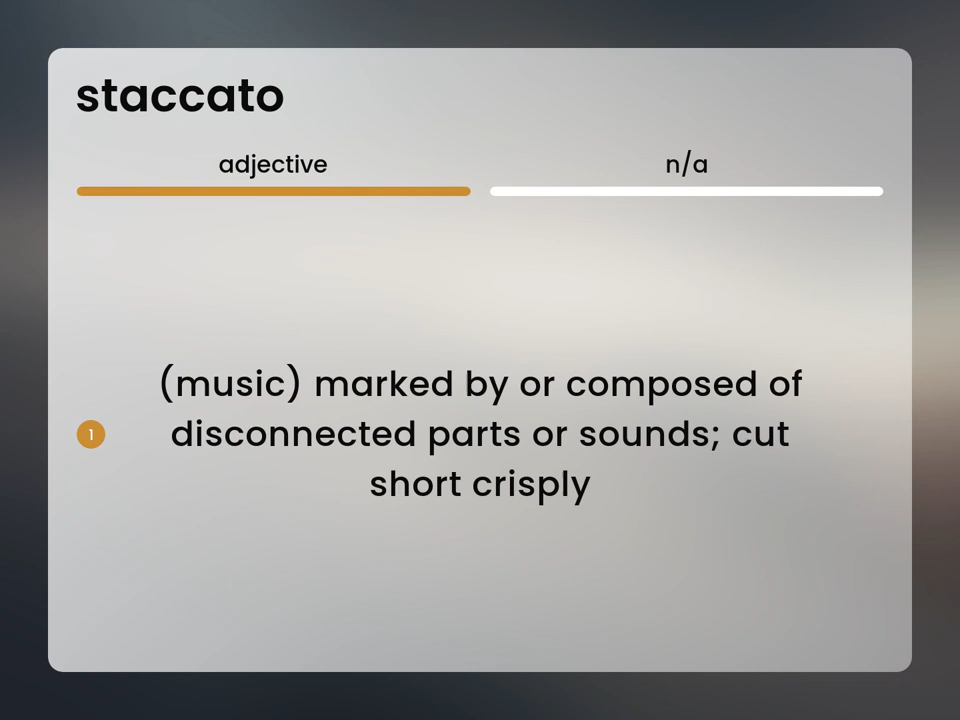 staccato
adjective
n/a
(music) marked by or composed of
1
disconnected parts or sounds; cut
short crisply